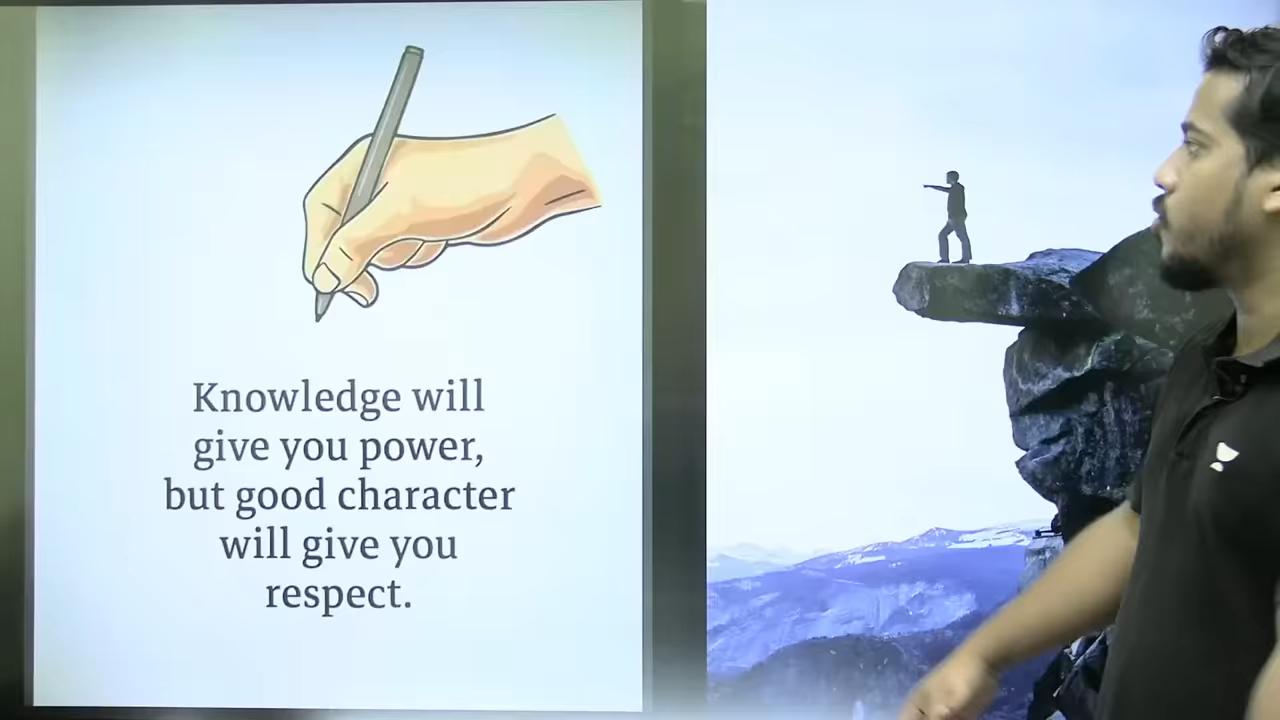 Knowledge will
give you power,
but good character
will give you
respect.